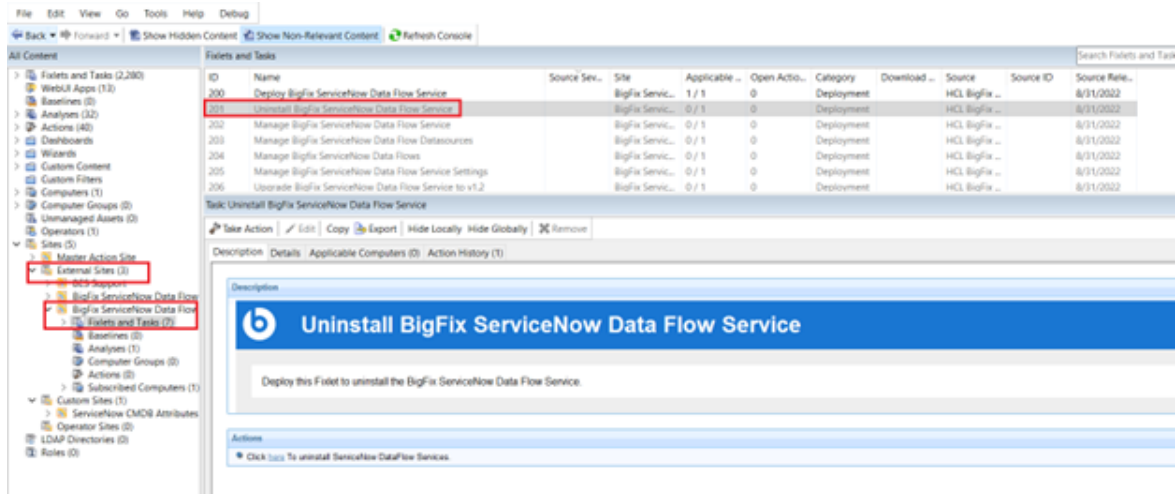 File Edit View Go Tools Help Debug
Back Forward Show Hidden Content Show Non-Relevant Content Refresh Console
All Content
Fixlets and Tasks (2,280)
WebUI Apps (13)
Baselines (0)
Analyses (32)
Actions (40)
Dashboards
Wizards
Custom Content
Custom Filters
Computers (1)
Computer Groups (0)
Unmanaged Assets (0)
Operators (1)
Sites (5)
Master Action Site
External Sites (3)
BES Support
BigFix ServiceNow Data Flow
BigFix ServiceNow Data Flow
Fixlets and Tasks (7)
Baselines (0)
Analyses (1)
Computer Groups (0)
Actions (0)
Subscribed Computers (1)
Custom Sites (1)
ServiceNow CMDB Attributes
Operator Sites (0)
LDAP Directories (0)
Roles (0)
Fixlets and Tasks Search Fixlets and Task
ID Name Source Sev... Site Applicable ... Open Actio... Category Download ... Source Source ID Source Rele...
200 Deploy BigFix ServiceNow Data Flow Service BigFix Servic... 1 / 1 0 Deployment HCL BigFix ... 8/31/2022
201 Uninstall BigFix ServiceNow Data Flow Service BigFix Servic... 0 / 1 0 Deployment HCL BigFix ... 8/31/2022
202 Manage BigFix ServiceNow Data Flow Service BigFix Servic... 0 / 1 0 Deployment HCL BigFix ... 8/31/2022
203 Manage BigFix ServiceNow Data Flow Datasources BigFix Servic... 0 / 1 0 Deployment HCL BigFix ... 8/31/2022
204 Manage BigFix ServiceNow Data Flows BigFix Servic... 0 / 1 0 Deployment HCL BigFix ... 8/31/2022
205 Manage BigFix ServiceNow Data Flow Service Settings BigFix Servic... 0 / 1 0 Deployment HCL BigFix ... 8/31/2022
206 Upgrade BigFix ServiceNow Data Flow Service to v1.2 BigFix Servic... 0 / 1 0 Deployment HCL BigFix ... 8/31/2022
Task: Uninstall BigFix ServiceNow Data Flow Service
Take Action Edit Copy Export Hide Locally Hide Globally Remove
Description Details Applicable Computers (0) Action History (1)
Description
Uninstall BigFix ServiceNow Data Flow Service
Deploy this Fixlet to uninstall the BigFix ServiceNow Data Flow Service.
Actions
Click here To uninstall ServiceNow DataFlow Services.